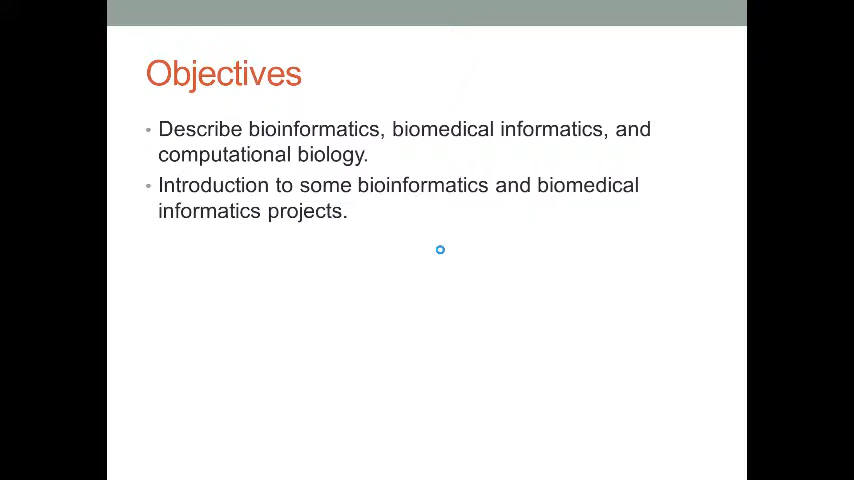 Objectives
• Describe bioinformatics, biomedical informatics, and
computational biology.
• Introduction to some bioinformatics and biomedical
informatics projects.